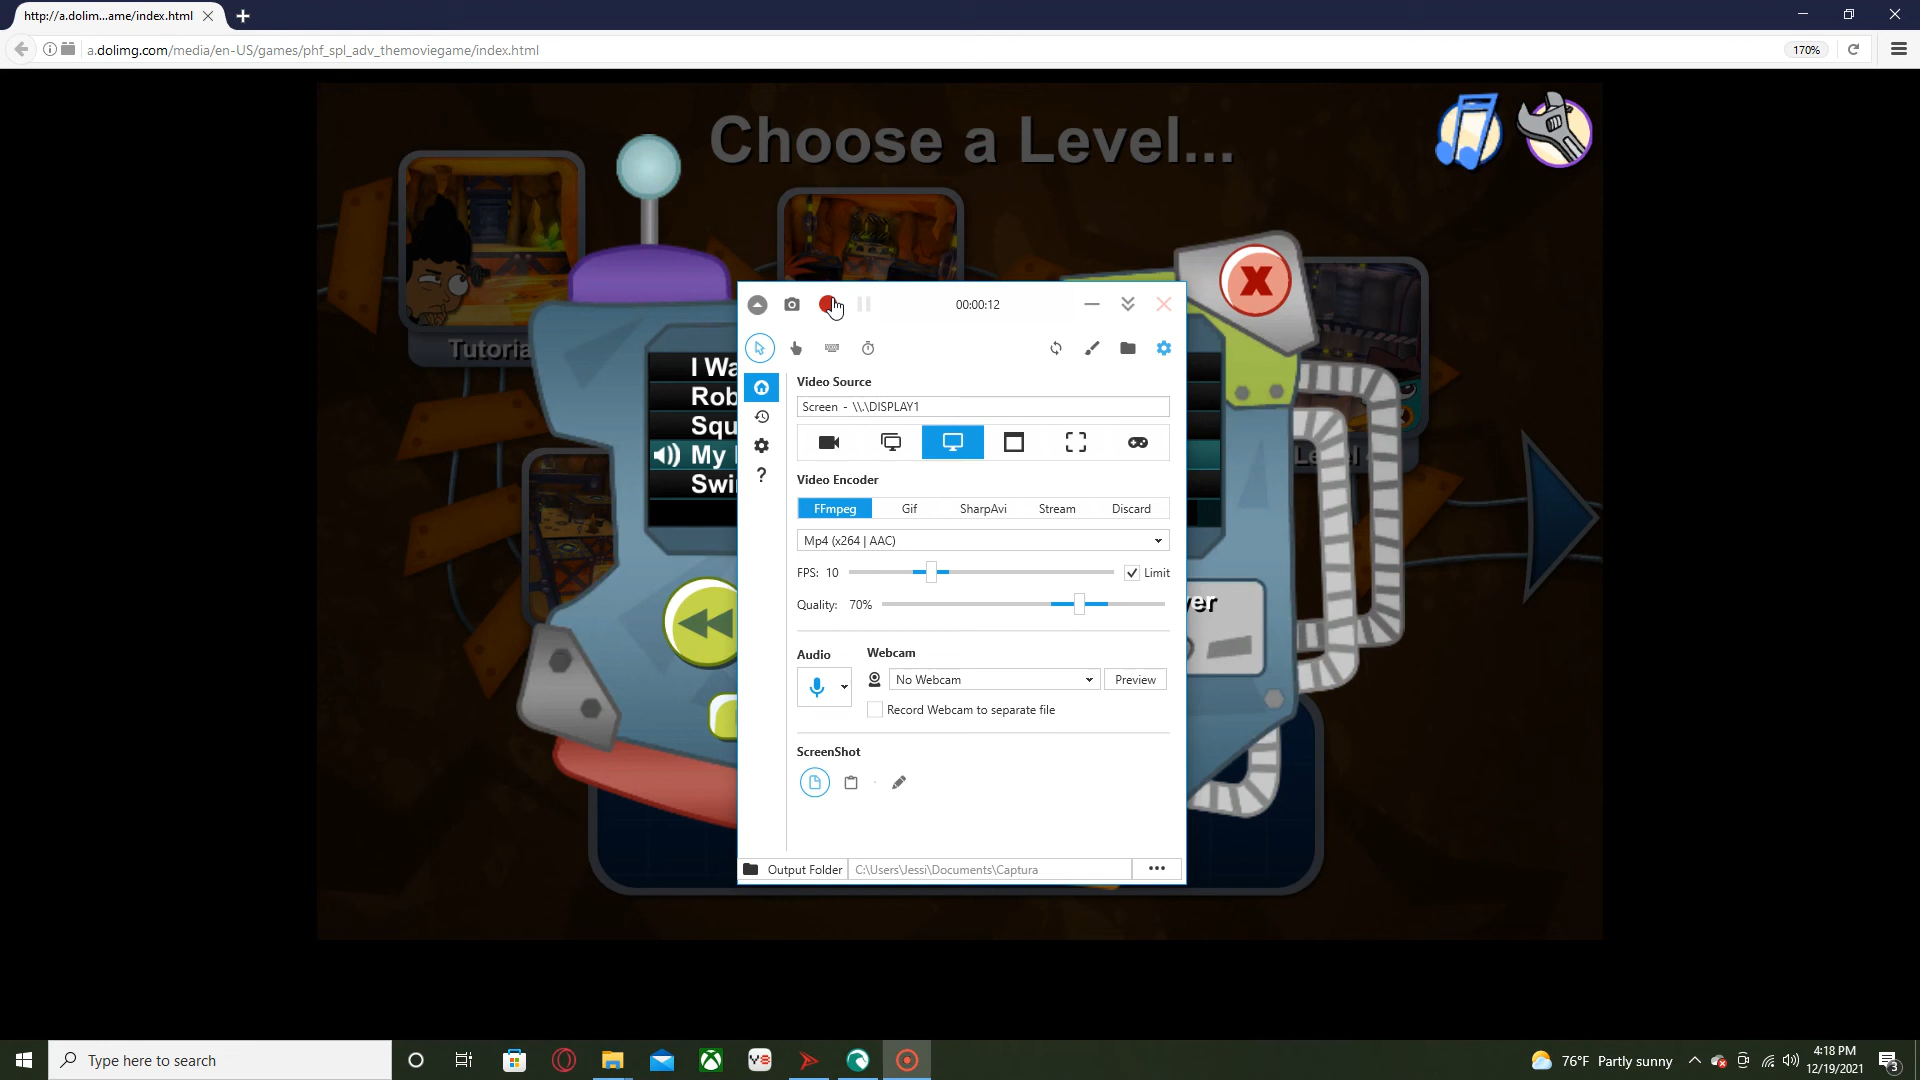 http://a.dolim...ame/index.html
a.dolimg.com/media/en-US/games/phf_spl_adv_themoviegame/index.html
170%
Choose a Level...
X
00:00:12
I Wa
Rob
Squ
My
Swi
Video Source
Screen - \\.\DISPLAY1
?
Video Encoder
FFmpeg
Gif
SharpAvi
Stream
Discard
Mp4 (x264 | AAC)
FPS: 10
Limit
Quality: 70%
Audio
Webcam
No Webcam
Preview
Record Webcam to separate file
ScreenShot
Output Folder
C:\Users\Jessi\Documents\Captura
Type here to search
76°F Partly sunny
4:18 PM
12/19/2021
3